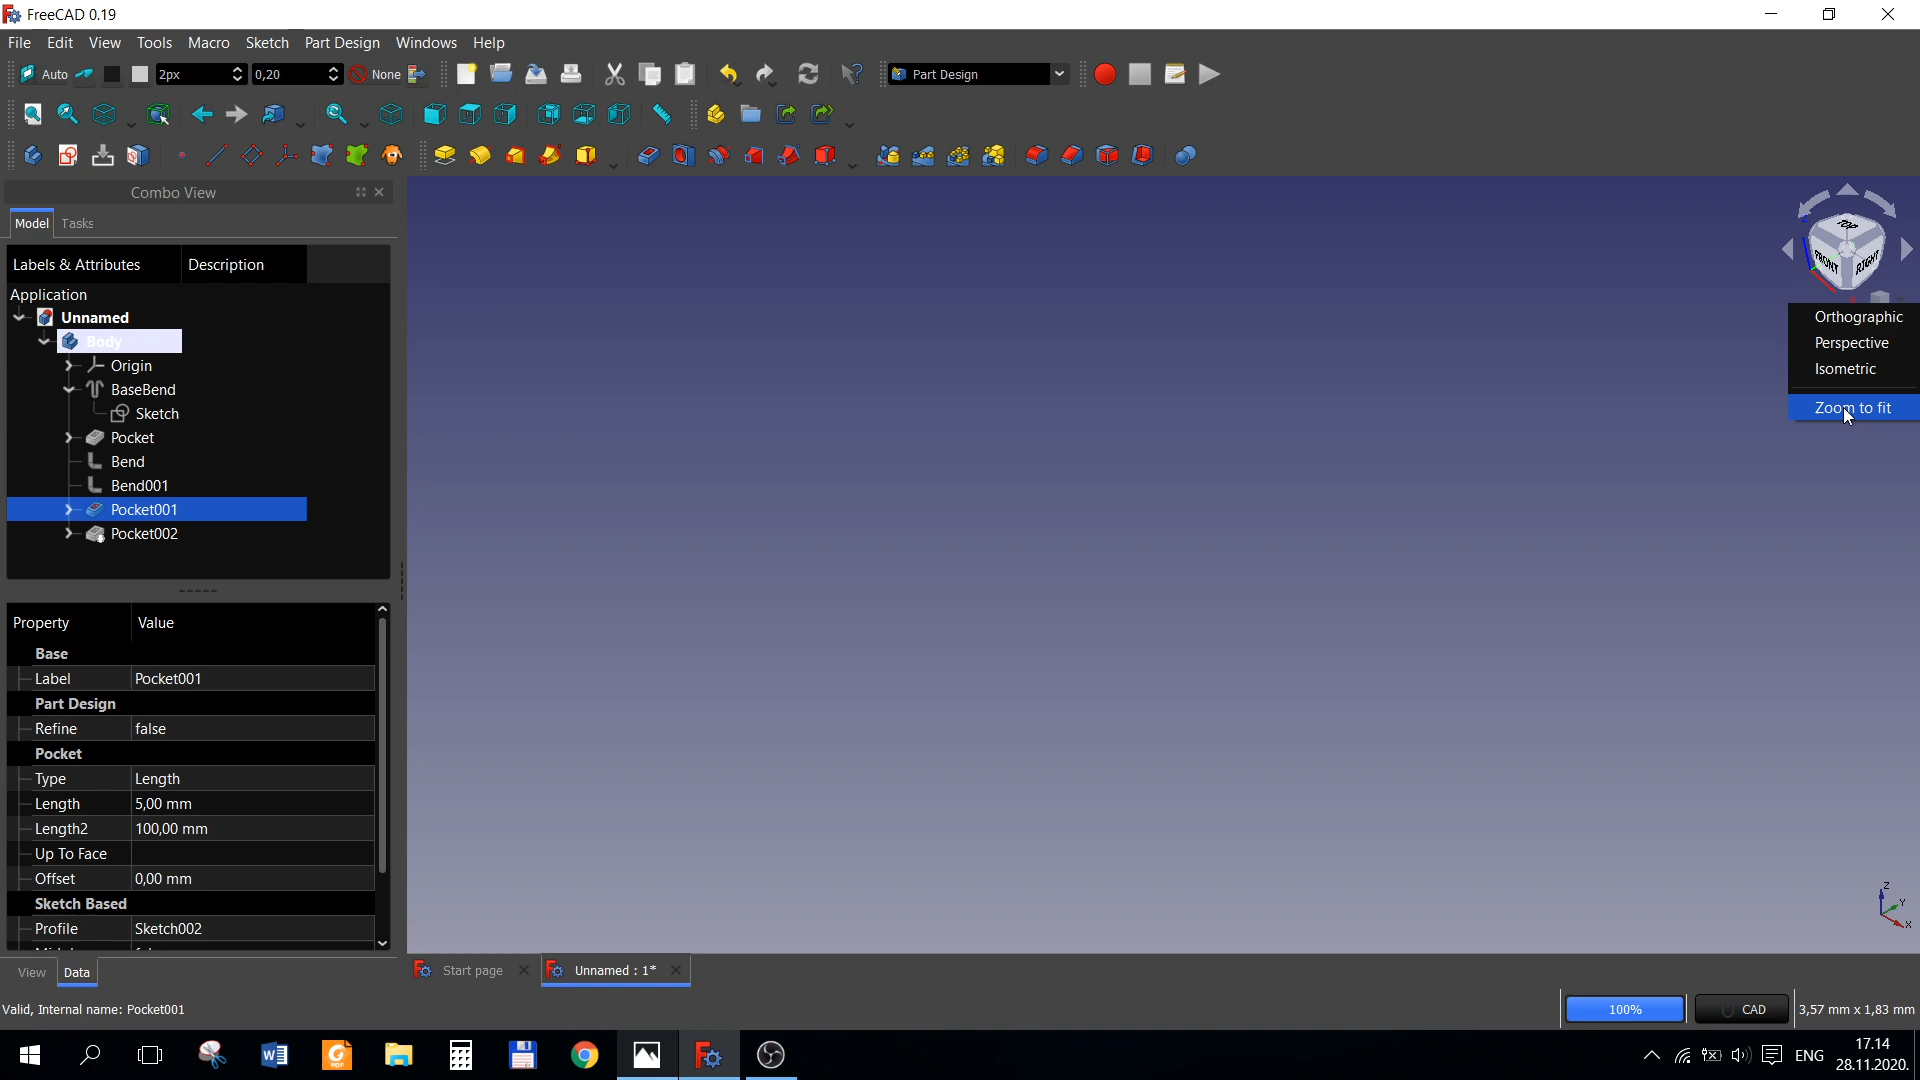 FreeCAD 0.19
File Edit View Tools Macro Sketch Part Design Windows Help
Auto 2px 0,20 None Part Design
Combo View
Model Tasks
Labels & Attributes Description
Application
Unnamed
Body
Origin
BaseBend
Sketch
Pocket
Bend
Bend001
Pocket001
Pocket002
TOP
FRONT RIGHT
Orthographic
Perspective
Isometric
Zoom to fit
Property Value
Base
Label Pocket001
Part Design
Refine false
Pocket
Type Length
Length 5,00 mm
Length2 100,00 mm
Up To Face
Offset 0,00 mm
Sketch Based
Profile Sketch002
Z
Y
X
View Data
Start page Unnamed : 1*
Valid, Internal name: Pocket001
100% CAD 3,57 mm x 1,83 mm
ENG 17.14
28.11.2020.